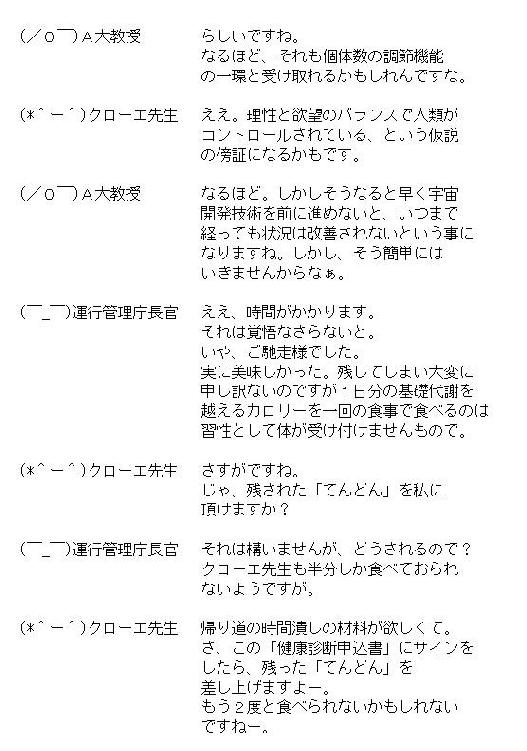 (／０￣)Ａ大教授　らしいですね。
なるほど、それも個体数の調節機能
の一環と受け取れるかもしれんですな。
(*＾ー＾)クローエ先生　ええ。理性と欲望のバランスで人類が
コントロールされている、という仮説
の傍証になるかもです。
(／０￣)Ａ大教授　なるほど。しかしそうなると早く宇宙
開発技術を前に進めないと、いつまで
経っても状況は改善されないという事に
なりますね。しかし、そう簡単には
いきませんからなぁ。
(￣_￣)運行管理庁長官　ええ、時間がかかります。
それは覚悟なさらないと。
いや、ご馳走様でした。
実に美味しかった。残してしまい大変に
申し訳ないのですが一日分の基礎代謝を
越えるカロリーを一回の食事で食べるのは
習性として体が受け付けませんもので。
(*＾ー＾)クローエ先生　さすがですね。
じゃ、残された「てんどん」を私に
頂けますか？
(￣_￣)運行管理庁長官　それは構いませんが、どうされるので？
クローエ先生も半分しか食べておられ
ないようですが。
(*＾ー＾)クローエ先生　帰り道の時間潰しの材料が欲しくて。
さ、この「健康診断申込書」にサインを
したら、残った「てんどん」を
差し上げますよー。
もう２度と食べられないかもしれない
ですねー。